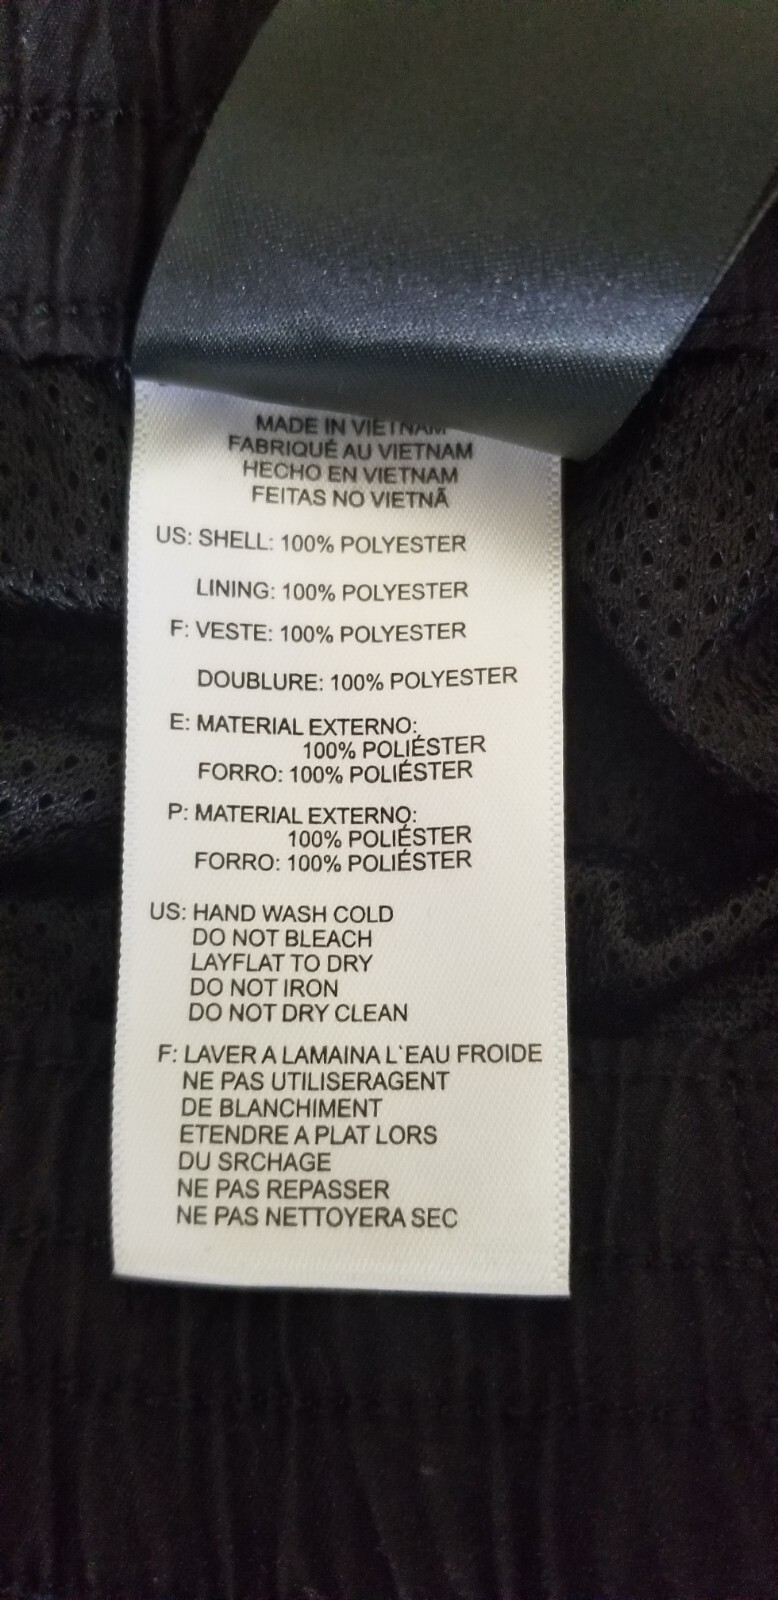 MADE IN VIETNAM
FABRIQUÉ AU VIETNAM
HECHO EN VIETNAM
FEITAS NO VIETNÃ
US: SHELL: 100% POLYESTER
LINING: 100% POLYESTER
F: VESTE: 100% POLYESTER
DOUBLURE: 100% POLYESTER
E: MATERIAL EXTERNO:
100% POLIÉSTER
FORRO: 100% POLIÉSTER
P: MATERIAL EXTERNO:
100% POLIÉSTER
FORRO: 100% POLIÉSTER
US: HAND WASH COLD
DO NOT BLEACH
LAYFLAT TO DRY
DO NOT IRON
DO NOT DRY CLEAN
F: LAVER A LAMAINA L`EAU FROIDE
NE PAS UTILISERAGENT
DE BLANCHIMENT
ETENDRE A PLAT LORS
DU SRCHAGE
NE PAS REPASSER
NE PAS NETTOYERA SEC